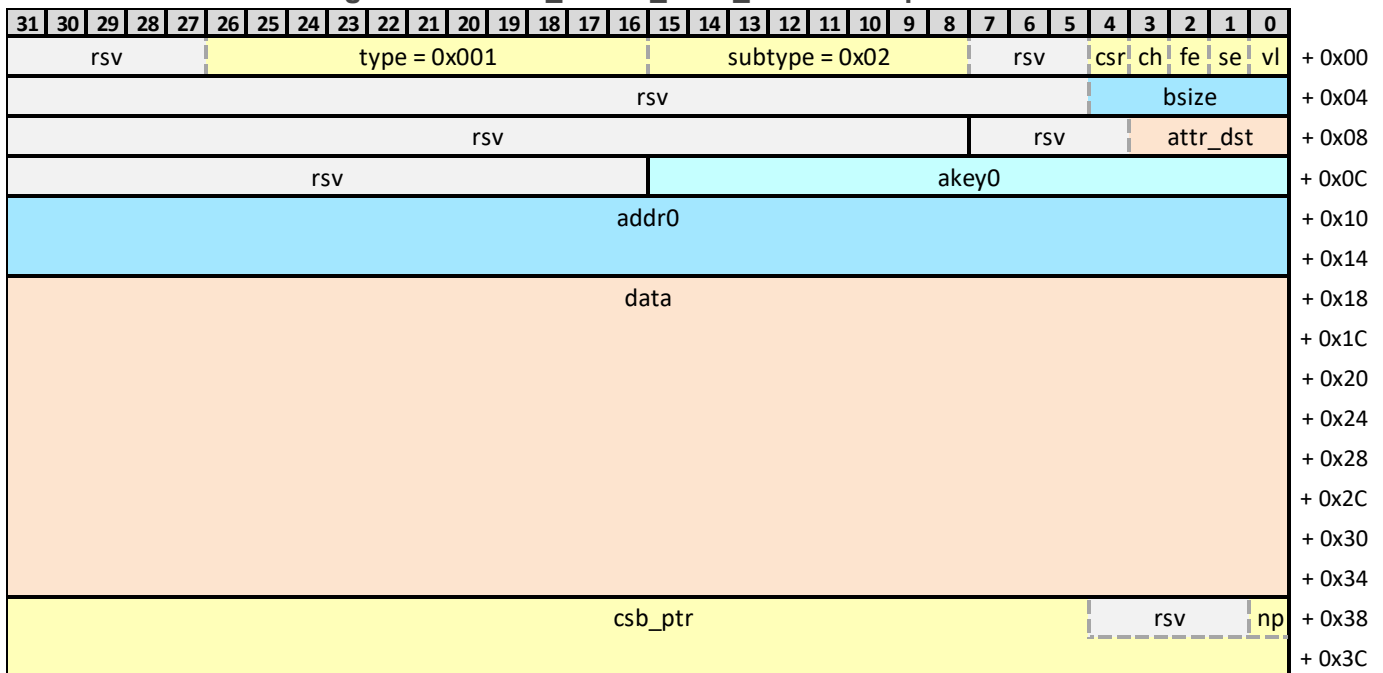 31 30 29 28 27 26 25 24 23 22 21 20 19 18 17 16 15 14 13 12 11 10 9 8 7 6 5 4 3 2 1 0
rsv type = 0x001 subtype = 0x02 rsv csr ch fe se vl + 0x00
rsv bsize + 0x04
rsv rsv attr_dst + 0x08
rsv akey0 + 0x0C
addr0 + 0x10
+ 0x14
data + 0x18
+ 0x1C
+ 0x20
+ 0x24
+ 0x28
+ 0x2C
+ 0x30
+ 0x34
csb_ptr rsv np + 0x38
+ 0x3C